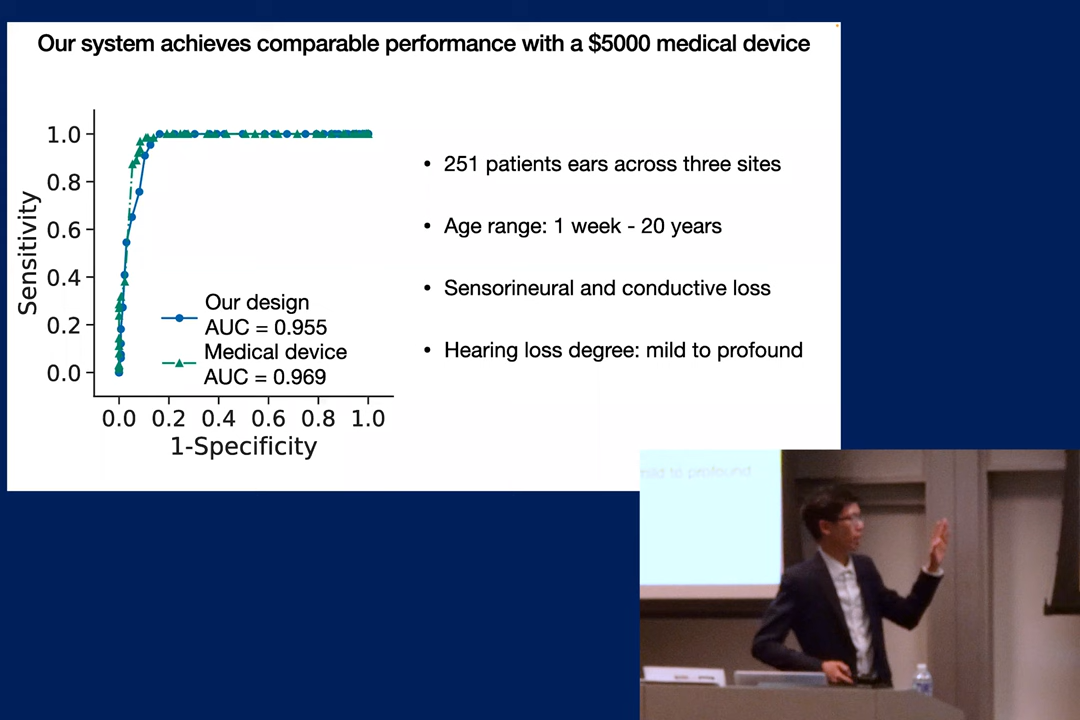 Our system achieves comparable performance with a $5000 medical device
1.0
0.8
0.6
0.4
0.2
0.0
Sensitivity
0.0 0.2 0.4 0.6 0.8 1.0
1-Specificity
Our design
AUC = 0.955
Medical device
AUC = 0.969
• 251 patients ears across three sites
• Age range: 1 week - 20 years
• Sensorineural and conductive loss
• Hearing loss degree: mild to profound
mild to profound